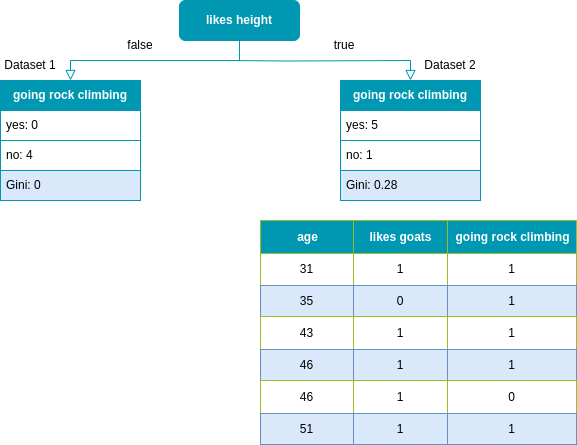 likes height
false true
Dataset 1 Dataset 2
going rock climbing going rock climbing
yes: 0 yes: 5
no: 4 no: 1
Gini: 0 Gini: 0.28
age likes goats going rock climbing
31 1 1
35 0 1
43 1 1
46 1 1
46 1 0
51 1 1